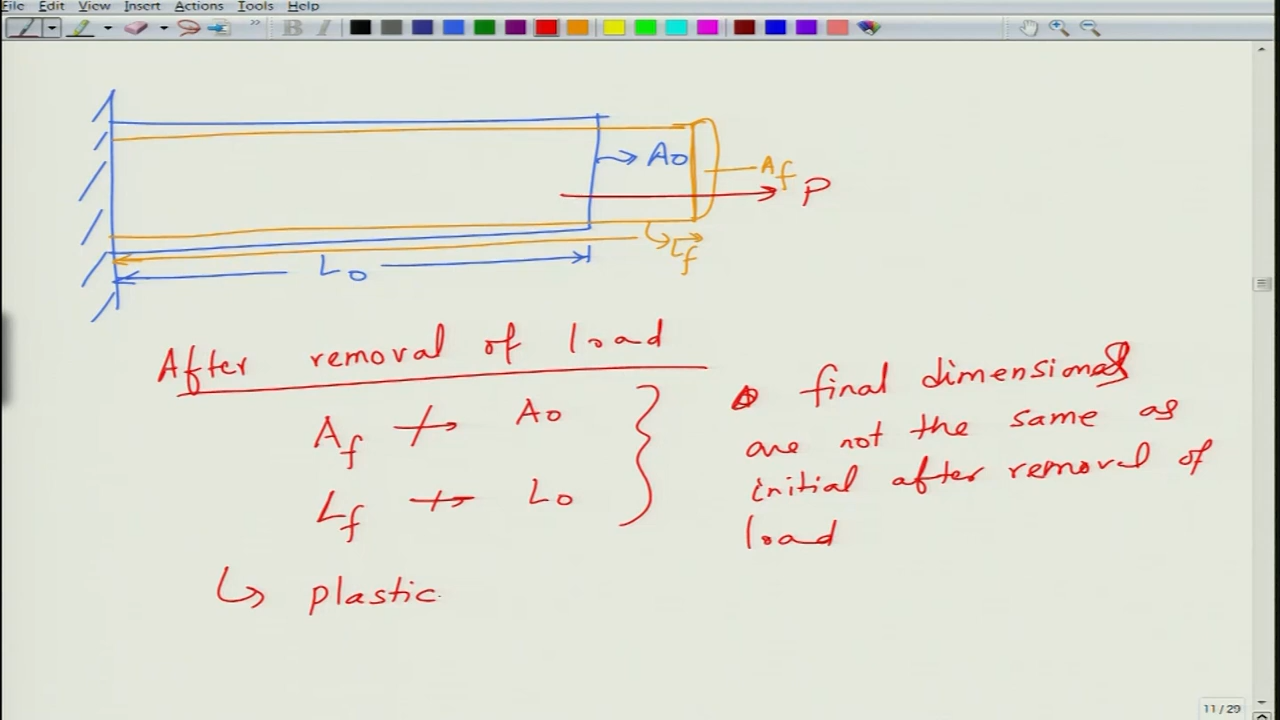 File Edit View Insert Actions Tools Help
B I
A0
Af
P
Lf
L0
After removal of load
Af ↛ A0
Lf ↛ L0
final dimensions
are not the same as
initial after removal of
load
↳ plastic
11 / 29